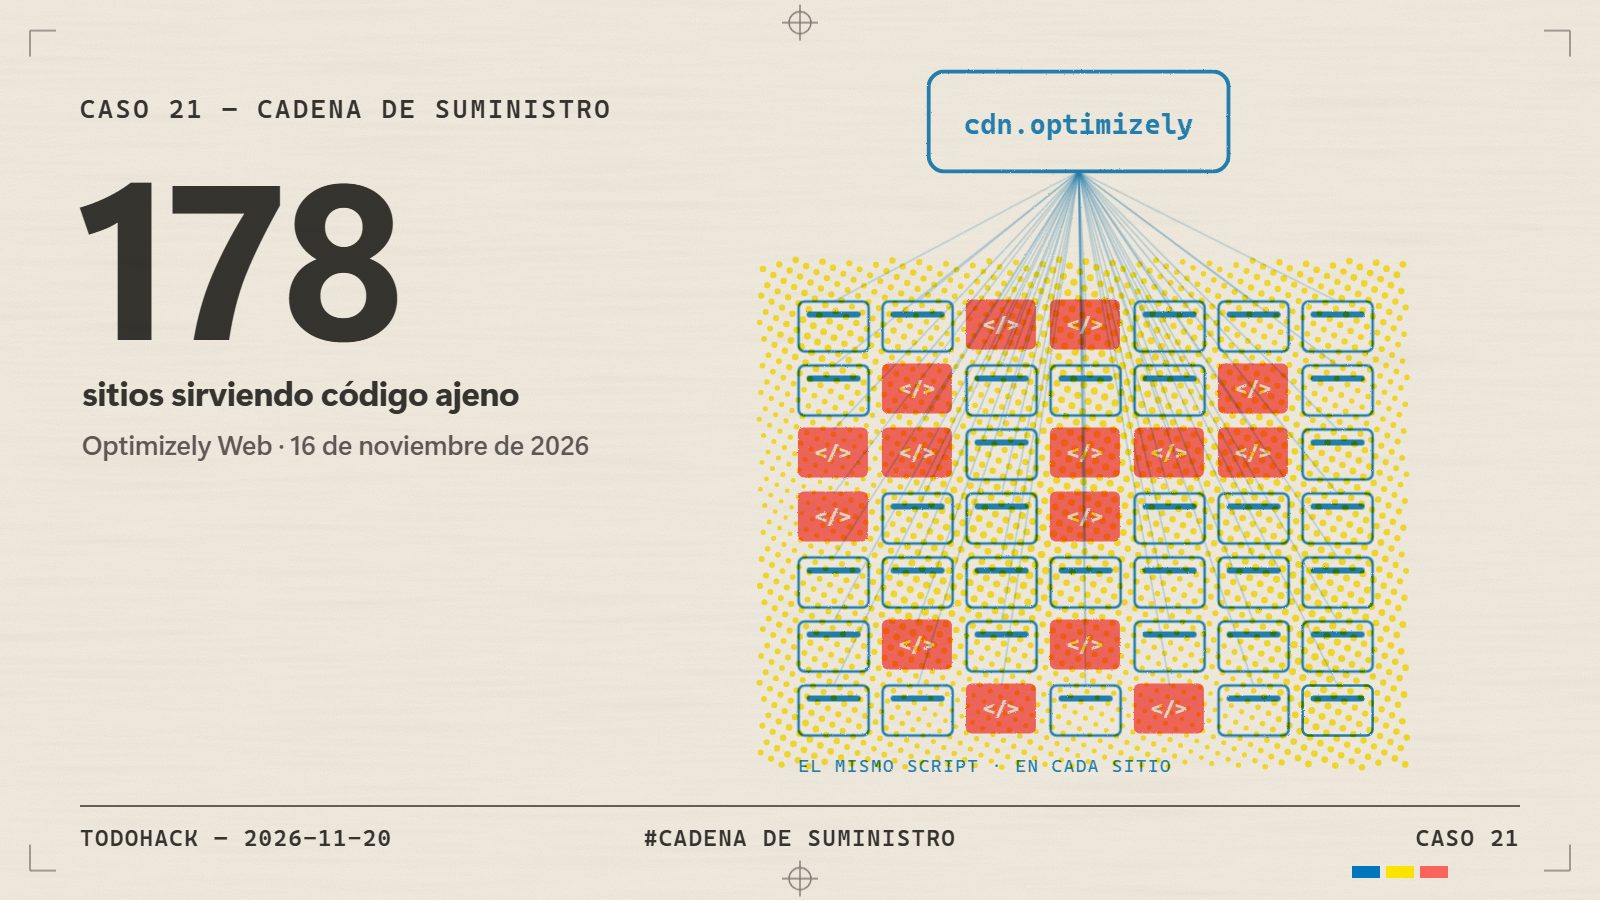 CASO 21 — CADENA DE SUMINISTRO
178
sitios sirviendo código ajeno
Optimizely Web · 16 de noviembre de 2026
cdn.optimizely
</> </>
</> </>
</> </> </> </> </>
</> </>
</> </>
</> </>
EL MISMO SCRIPT · EN CADA SITIO
TODOHACK — 2026-11-20
#CADENA DE SUMINISTRO
CASO 21